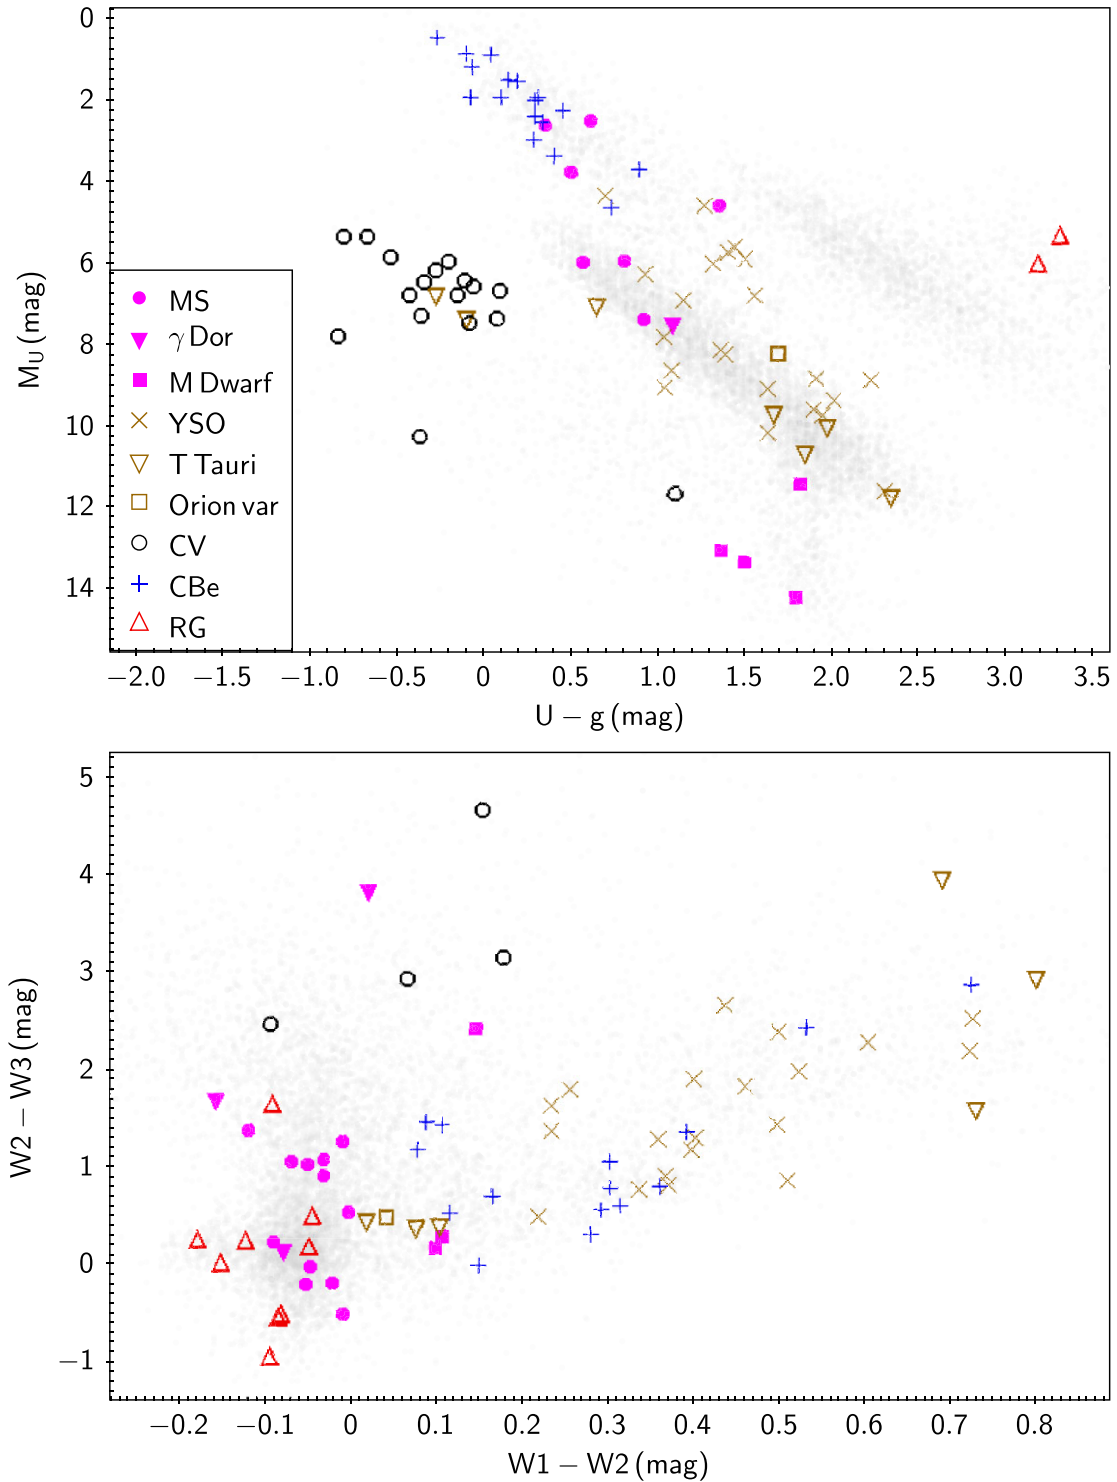 0
2
4
6
8
10
12
14
M_U (mag)
MS
γ Dor
M Dwarf
YSO
T Tauri
Orion var
CV
CBe
RG
−2.0 −1.5 −1.0 −0.5 0 0.5 1.0 1.5 2.0 2.5 3.0 3.5
U − g (mag)
5
4
3
2
1
0
−1
W2 − W3 (mag)
−0.2 −0.1 0 0.1 0.2 0.3 0.4 0.5 0.6 0.7 0.8
W1 − W2 (mag)